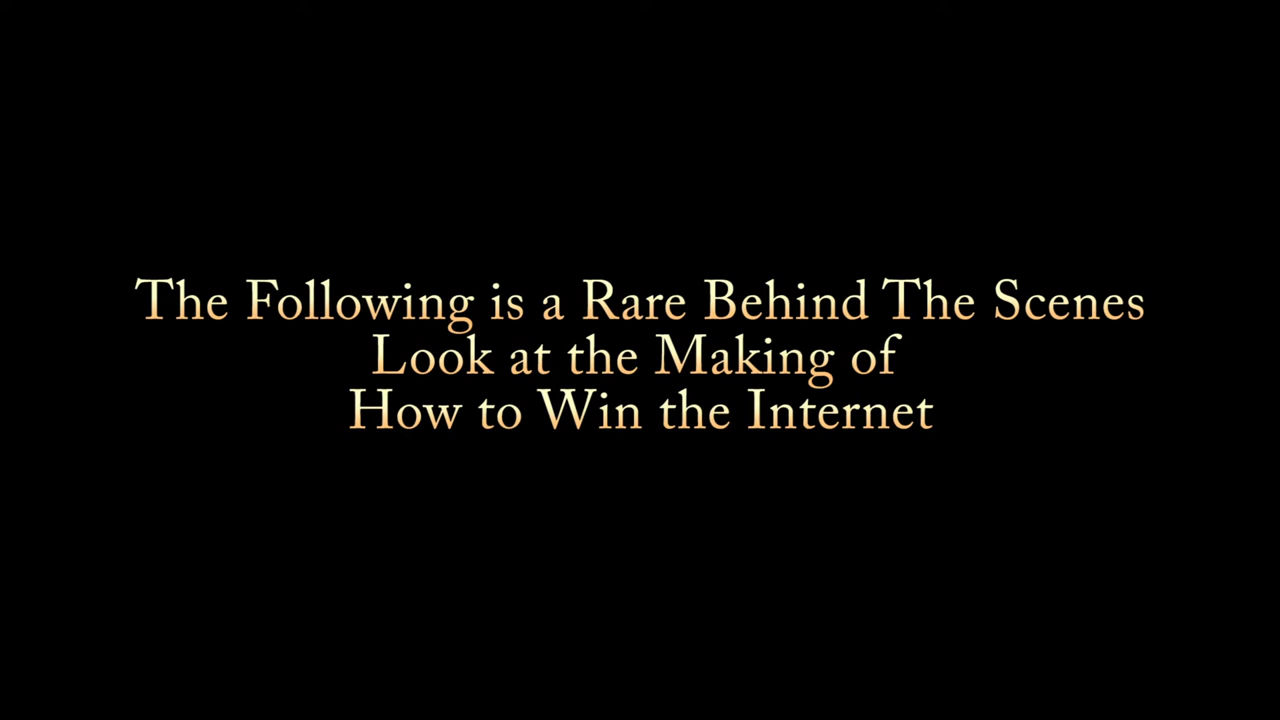 The Following is a Rare Behind The Scenes
Look at the Making of
How to Win the Internet